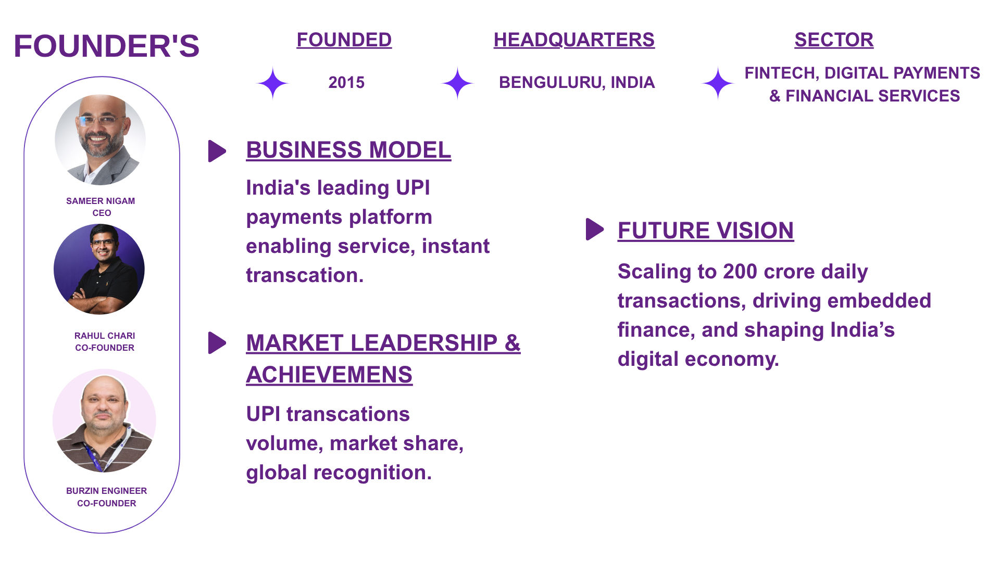 FOUNDER'S
SAMEER NIGAM
CEO
RAHUL CHARI
CO-FOUNDER
BURZIN ENGINEER
CO-FOUNDER
FOUNDED
2015
HEADQUARTERS
BENGULURU, INDIA
SECTOR
FINTECH, DIGITAL PAYMENTS
& FINANCIAL SERVICES
BUSINESS MODEL
India's leading UPI
payments platform
enabling service, instant
transcation.
MARKET LEADERSHIP &
ACHIEVEMENS
UPI transcations
volume, market share,
global recognition.
FUTURE VISION
Scaling to 200 crore daily
transactions, driving embedded
finance, and shaping India’s
digital economy.